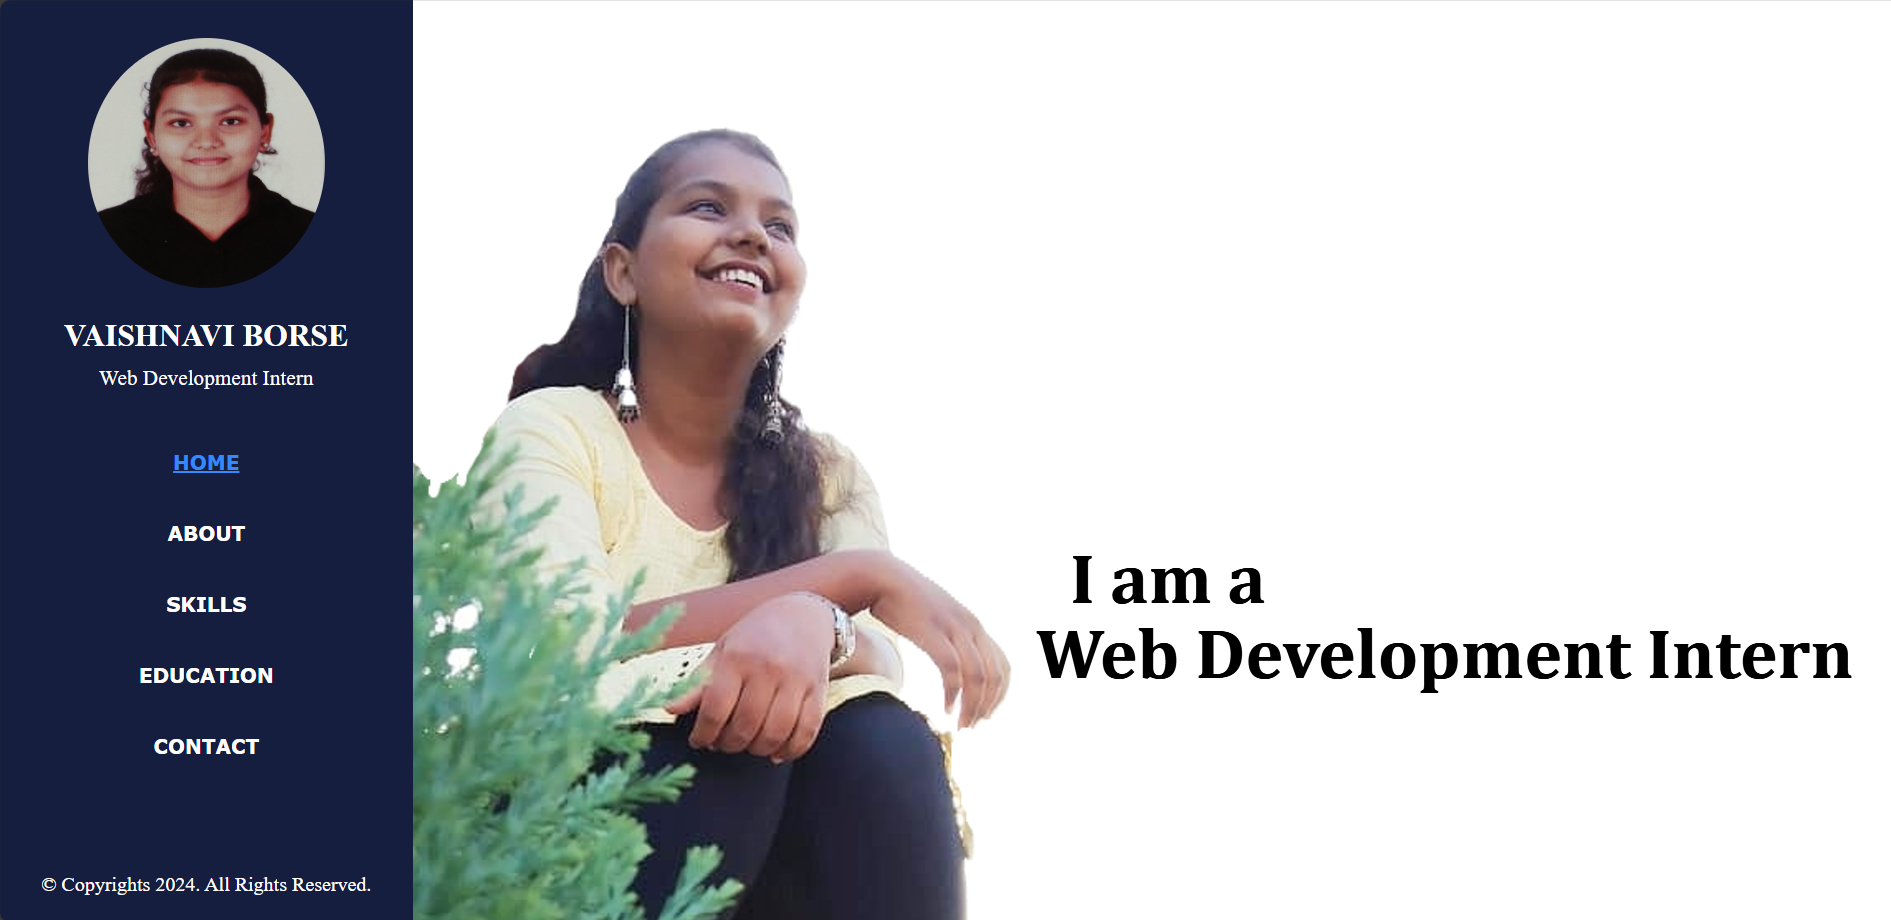 VAISHNAVI BORSE
Web Development Intern
HOME
ABOUT
SKILLS
EDUCATION
CONTACT
© Copyrights 2024. All Rights Reserved.
I am a
Web Development Intern